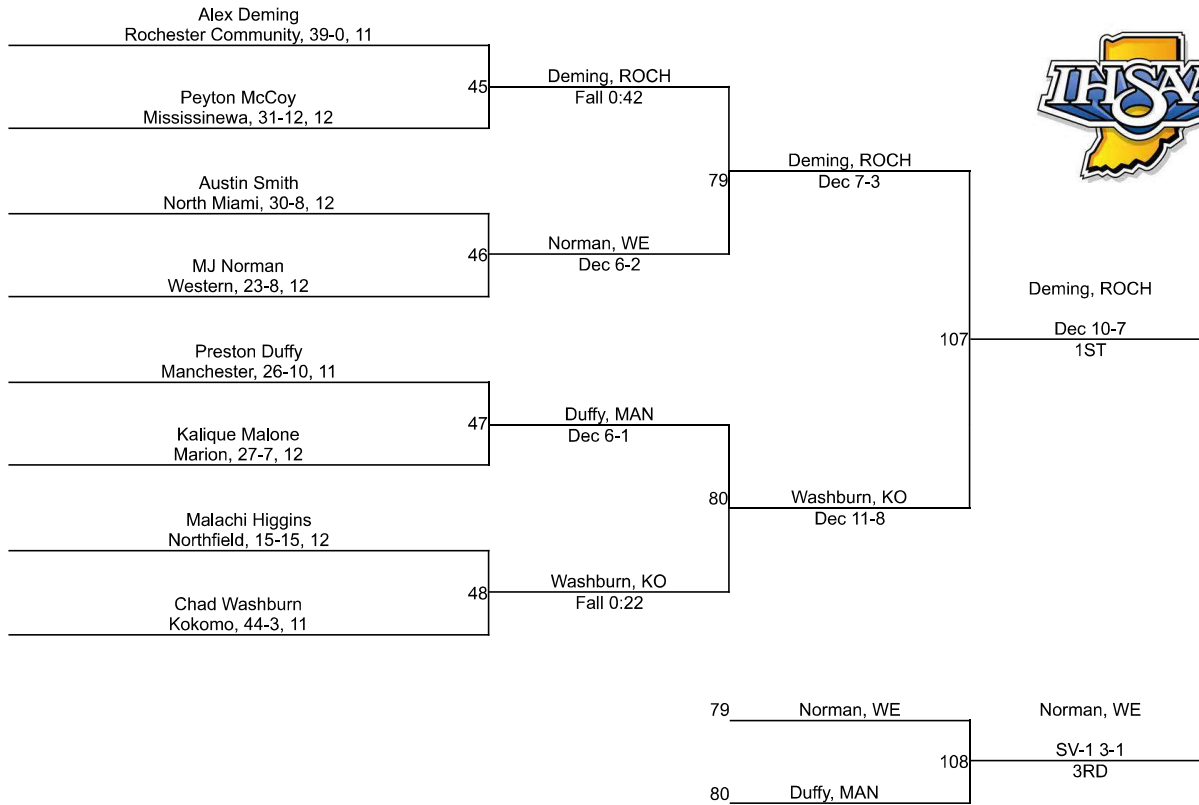 Alex Deming
Rochester Community, 39-0, 11
Peyton McCoy
Mississinewa, 31-12, 12
Austin Smith
North Miami, 30-8, 12
MJ Norman
Western, 23-8, 12
Preston Duffy
Manchester, 26-10, 11
Kalique Malone
Marion, 27-7, 12
Malachi Higgins
Northfield, 15-15, 12
Chad Washburn
Kokomo, 44-3, 11
45
Deming, ROCH
Fall 0:42
46
Norman, WE
Dec 6-2
47
Duffy, MAN
Dec 6-1
48
Washburn, KO
Fall 0:22
79
Deming, ROCH
Dec 7-3
80
Washburn, KO
Dec 11-8
IHSAA
107
Deming, ROCH
Dec 10-7
1ST
79
Norman, WE
80
Duffy, MAN
108
Norman, WE
SV-1 3-1
3RD